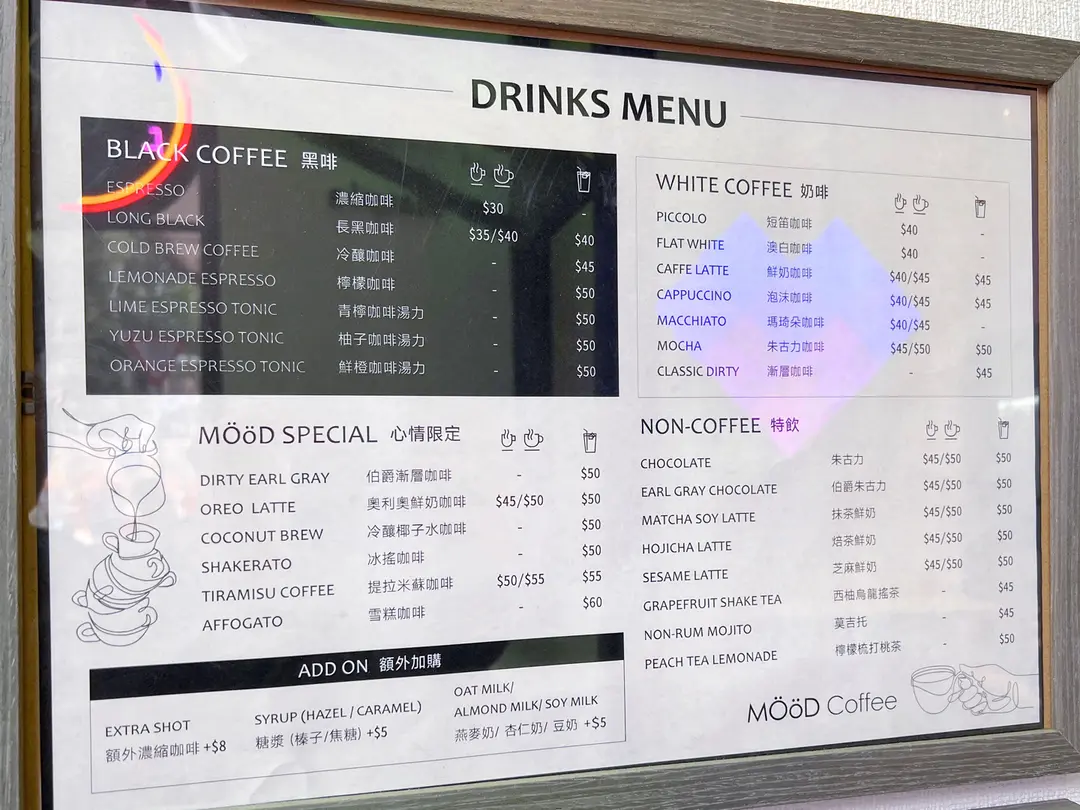 DRINKS MENU
BLACK COFFEE 黑啡
ESPRESSO 濃縮咖啡 $30 -
LONG BLACK 長黑咖啡 $35/$40 $40
COLD BREW COFFEE 冷釀咖啡 - $45
LEMONADE ESPRESSO 檸檬咖啡 - $50
LIME ESPRESSO TONIC 青檸咖啡湯力 - $50
YUZU ESPRESSO TONIC 柚子咖啡湯力 - $50
ORANGE ESPRESSO TONIC 鮮橙咖啡湯力 - $50
WHITE COFFEE 奶啡
PICCOLO 短笛咖啡 $40 -
FLAT WHITE 澳白咖啡 $40 -
CAFFE LATTE 鮮奶咖啡 $40/$45 $45
CAPPUCCINO 泡沫咖啡 $40/$45 $45
MACCHIATO 瑪琦朵咖啡 $40/$45 -
MOCHA 朱古力咖啡 $45/$50 $50
CLASSIC DIRTY 漸層咖啡 - $45
MÖöD SPECIAL 心情限定
DIRTY EARL GRAY 伯爵漸層咖啡 - $50
OREO LATTE 奧利奧鮮奶咖啡 $45/$50 $50
COCONUT BREW 冷釀椰子水咖啡 - $50
SHAKERATO 冰搖咖啡 - $50
TIRAMISU COFFEE 提拉米蘇咖啡 $50/$55 $55
AFFOGATO 雪糕咖啡 - $60
NON-COFFEE 特飲
CHOCOLATE 朱古力 $45/$50 $50
EARL GRAY CHOCOLATE 伯爵朱古力 $45/$50 $50
MATCHA SOY LATTE 抹茶鮮奶 $45/$50 $50
HOJICHA LATTE 焙茶鮮奶 $45/$50 $50
SESAME LATTE 芝麻鮮奶 $45/$50 $50
GRAPEFRUIT SHAKE TEA 西柚烏龍搖茶 - $45
NON-RUM MOJITO 莫吉托 - $45
PEACH TEA LEMONADE 檸檬梳打桃茶 - $50
ADD ON 額外加購
EXTRA SHOT
額外濃縮咖啡 +$8
SYRUP (HAZEL / CARAMEL)
糖漿 (榛子/焦糖) +$5
OAT MILK/
ALMOND MILK/ SOY MILK
燕麥奶/ 杏仁奶/ 豆奶 +$5
MÖöD Coffee